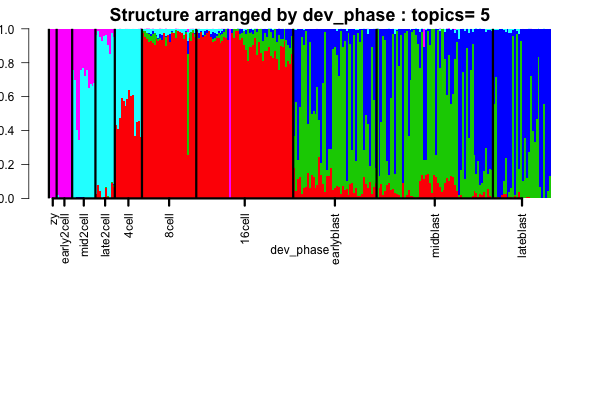 Structure arranged by dev_phase : topics= 5
1.0
0.8
0.6
0.4
0.2
0.0
zy
early2cell
mid2cell
late2cell
4cell
8cell
16cell
earlyblast
midblast
lateblast
dev_phase